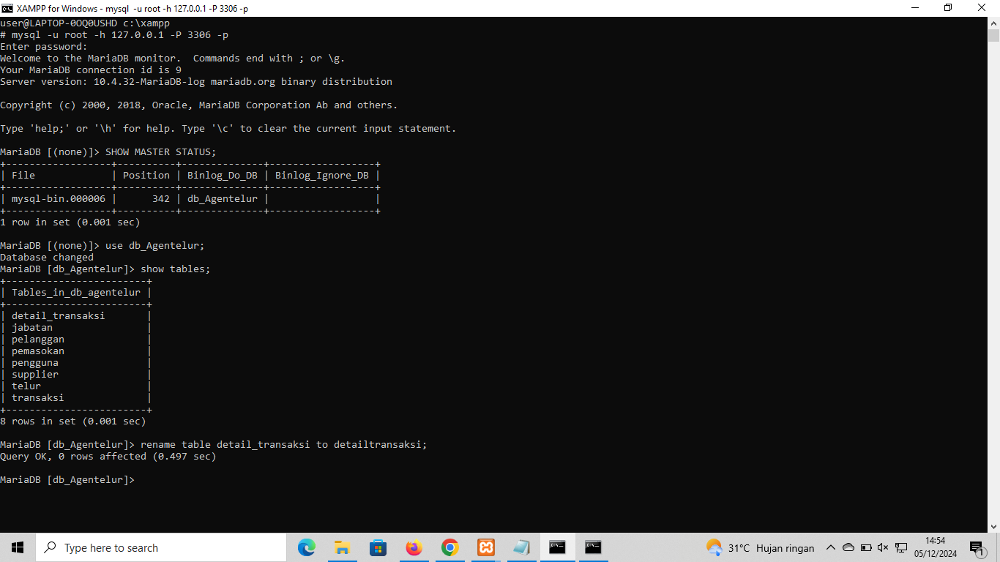 XAMPP for Windows - mysql  -u root -h 127.0.0.1 -P 3306 -p
user@LAPTOP-0OQ0USHD c:\xampp
# mysql -u root -h 127.0.0.1 -P 3306 -p
Enter password:
Welcome to the MariaDB monitor.  Commands end with ; or \g.
Your MariaDB connection id is 9
Server version: 10.4.32-MariaDB-log mariadb.org binary distribution

Copyright (c) 2000, 2018, Oracle, MariaDB Corporation Ab and others.

Type 'help;' or '\h' for help. Type '\c' to clear the current input statement.

MariaDB [(none)]> SHOW MASTER STATUS;
+------------------+----------+--------------+------------------+
| File             | Position | Binlog_Do_DB | Binlog_Ignore_DB |
+------------------+----------+--------------+------------------+
| mysql-bin.000006 |      342 | db_Agentelur |                  |
+------------------+----------+--------------+------------------+
1 row in set (0.001 sec)

MariaDB [(none)]> use db_Agentelur;
Database changed
MariaDB [db_Agentelur]> show tables;
+------------------------+
| Tables_in_db_agentelur |
+------------------------+
| detail_transaksi       |
| jabatan                |
| pelanggan              |
| pemasokan              |
| pengguna               |
| supplier               |
| telur                  |
| transaksi              |
+------------------------+
8 rows in set (0.001 sec)

MariaDB [db_Agentelur]> rename table detail_transaksi to detailtransaksi;
Query OK, 0 rows affected (0.497 sec)

MariaDB [db_Agentelur]>
Type here to search
31°C Hujan ringan
14:54
05/12/2024
1